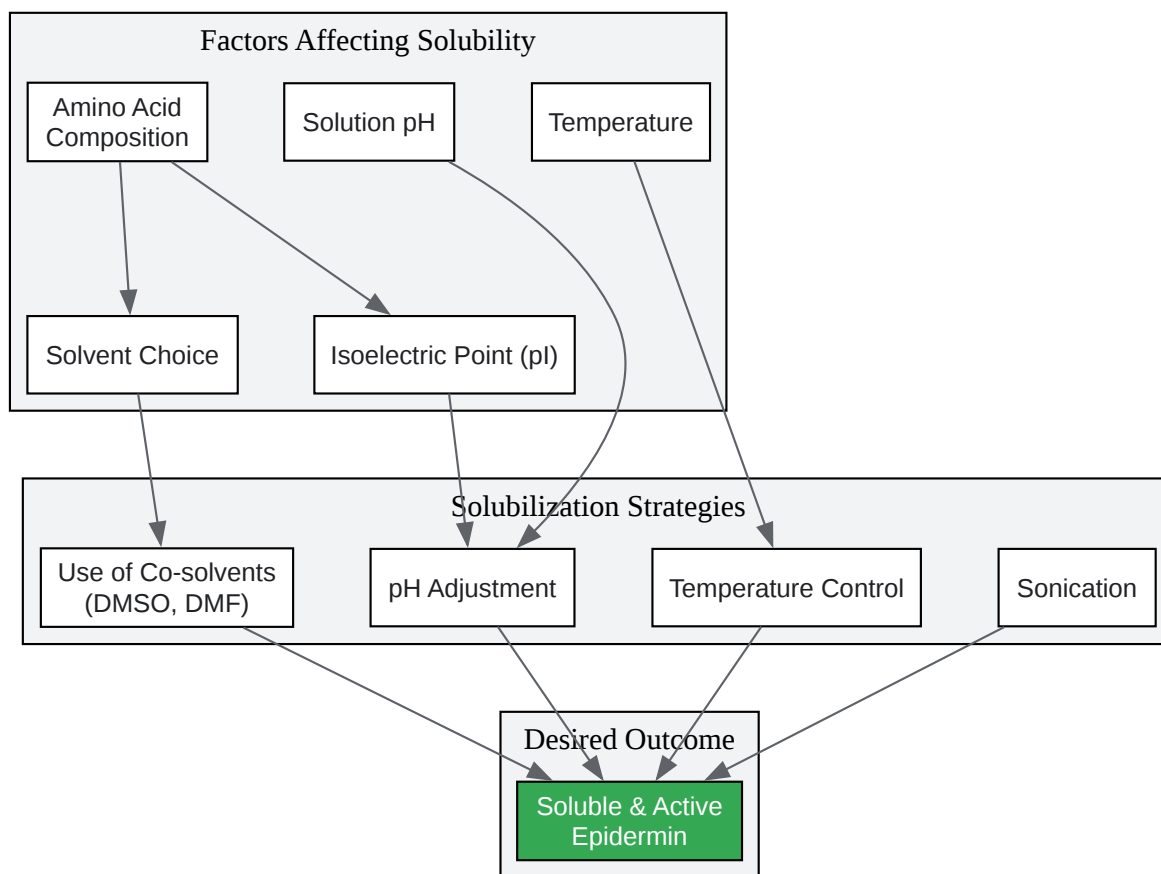 Factors Affecting Solubility
Amino Acid
Composition
Solution pH
Temperature
Solvent Choice
Isoelectric Point (pI)
Solubilization Strategies
Use of Co-solvents
(DMSO, DMF)
pH Adjustment
Temperature Control
Sonication
Desired Outcome
Soluble & Active
Epidermin